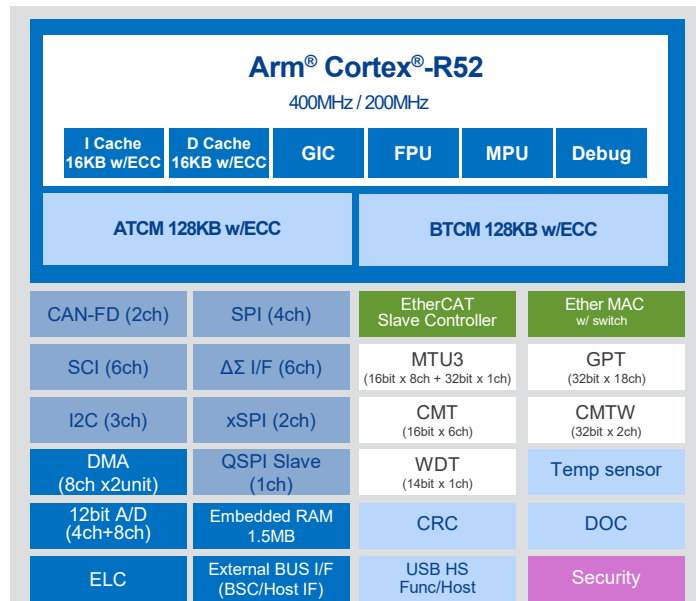 Arm® Cortex®-R52
400MHz / 200MHz
I Cache
16KB w/ECC
D Cache
16KB w/ECC
GIC
FPU
MPU
Debug
ATCM 128KB w/ECC
BTCM 128KB w/ECC
CAN-FD (2ch)
SPI (4ch)
EtherCAT
Slave Controller
Ether MAC
w/ switch
SCI (6ch)
ΔΣ I/F (6ch)
MTU3
(16bit x 8ch + 32bit x 1ch)
GPT
(32bit x 18ch)
I2C (3ch)
xSPI (2ch)
CMT
(16bit x 6ch)
CMTW
(32bit x 2ch)
DMA
(8ch x2unit)
QSPI Slave
(1ch)
WDT
(14bit x 1ch)
Temp sensor
12bit A/D
(4ch+8ch)
Embedded RAM
1.5MB
CRC
DOC
ELC
External BUS I/F
(BSC/Host IF)
USB HS
Func/Host
Security